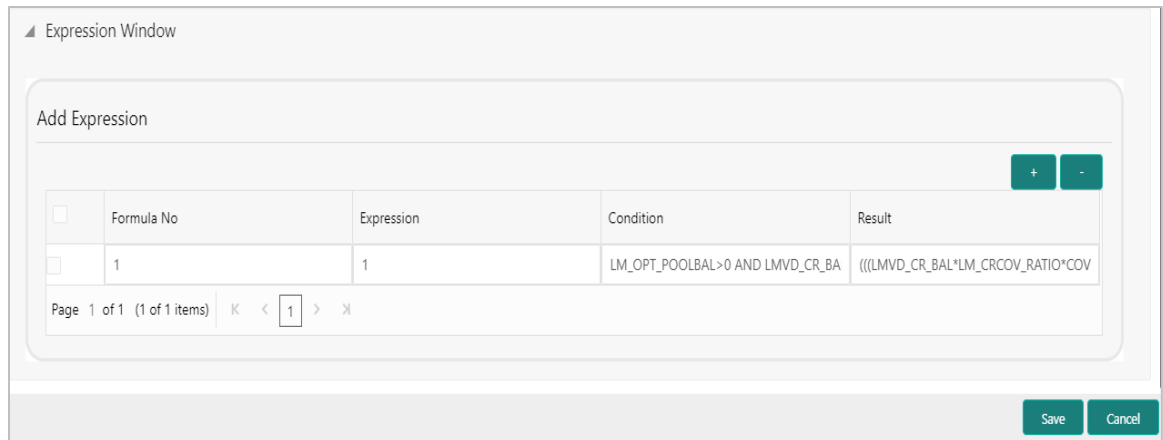 Expression Window
Add Expression
+ -
Formula No Expression Condition Result
1 1 LM_OPT_POOLBAL>0 AND LMVD_CR_BA (((LMVD_CR_BAL*LM_CRCOV_RATIO*COV
Page 1 of 1 (1 of 1 items) 1
Save Cancel